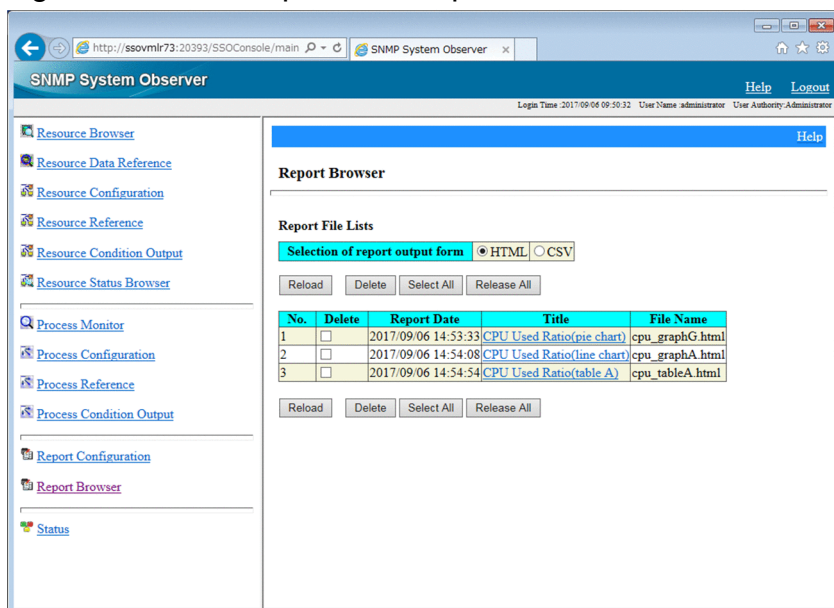 http://ssovmlr73:20393/SSOConsole/main
SNMP System Observer
SNMP System Observer
Help Logout
Login Time :2017/09/06 09:50:32 User Name :administrator User Authority:Administrator
Resource Browser
Resource Data Reference
Resource Configuration
Resource Reference
Resource Condition Output
Resource Status Browser
Process Monitor
Process Configuration
Process Reference
Process Condition Output
Report Configuration
Report Browser
Status
Help
Report Browser
Report File Lists
Selection of report output form HTML CSV
Reload Delete Select All Release All
No. Delete Report Date Title File Name
1 2017/09/06 14:53:33 CPU Used Ratio(pie chart) cpu_graphG.html
2 2017/09/06 14:54:08 CPU Used Ratio(line chart) cpu_graphA.html
3 2017/09/06 14:54:54 CPU Used Ratio(table A) cpu_tableA.html
Reload Delete Select All Release All